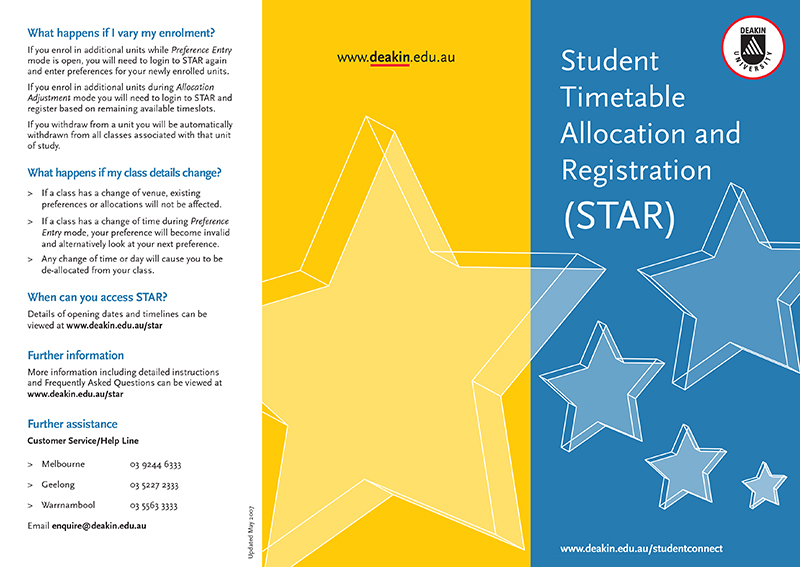 What happens if I vary my enrolment?
If you enrol in additional units while Preference Entry
mode is open, you will need to login to STAR again
and enter preferences for your newly enrolled units.
If you enrol in additional units during Allocation
Adjustment mode you will need to login to STAR and
register based on remaining available timeslots.
If you withdraw from a unit you will be automatically
withdrawn from all classes associated with that unit
of study.
What happens if my class details change?
> If a class has a change of venue, existing
preferences or allocations will not be affected.
> If a class has a change of time during Preference
Entry mode, your preference will become invalid
and alternatively look at your next preference.
> Any change of time or day will cause you to be
de-allocated from your class.
When can you access STAR?
Details of opening dates and timelines can be
viewed at www.deakin.edu.au/star
Further information
More information including detailed instructions
and Frequently Asked Questions can be viewed at
www.deakin.edu.au/star
Further assistance
Customer Service/Help Line
> Melbourne 03 9244 6333
> Geelong 03 5227 2333
> Warrnambool 03 5563 3333
Email enquire@deakin.edu.au
Updated May 2007
www.deakin.edu.au
DEAKIN
UNIVERSITY
Student
Timetable
Allocation and
Registration
(STAR)
www.deakin.edu.au/studentconnect